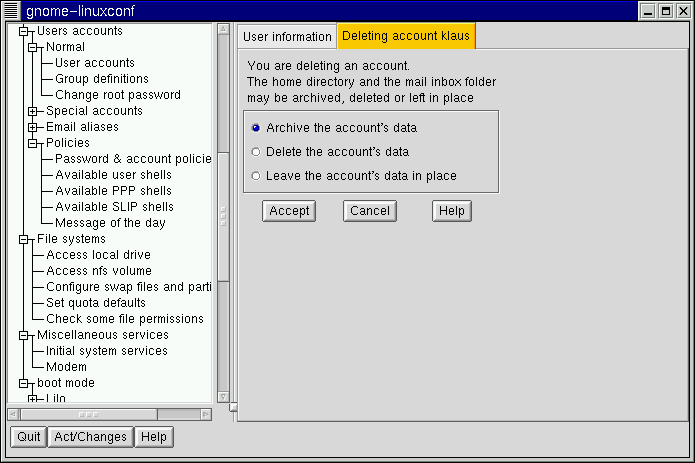 gnome-linuxconf
Users accounts
Normal
User accounts
Group definitions
Change root password
Special accounts
Email aliases
Policies
Password & account policie
Available user shells
Available PPP shells
Available SLIP shells
Message of the day
File systems
Access local drive
Access nfs volume
Configure swap files and parti
Set quota defaults
Check some file permissions
Miscellaneous services
Initial system services
Modem
boot mode
Lilo
Quit Act/Changes Help
User information Deleting account klaus
You are deleting an account.
The home directory and the mail inbox folder
may be archived, deleted or left in place
Archive the account's data
Delete the account's data
Leave the account's data in place
Accept Cancel Help